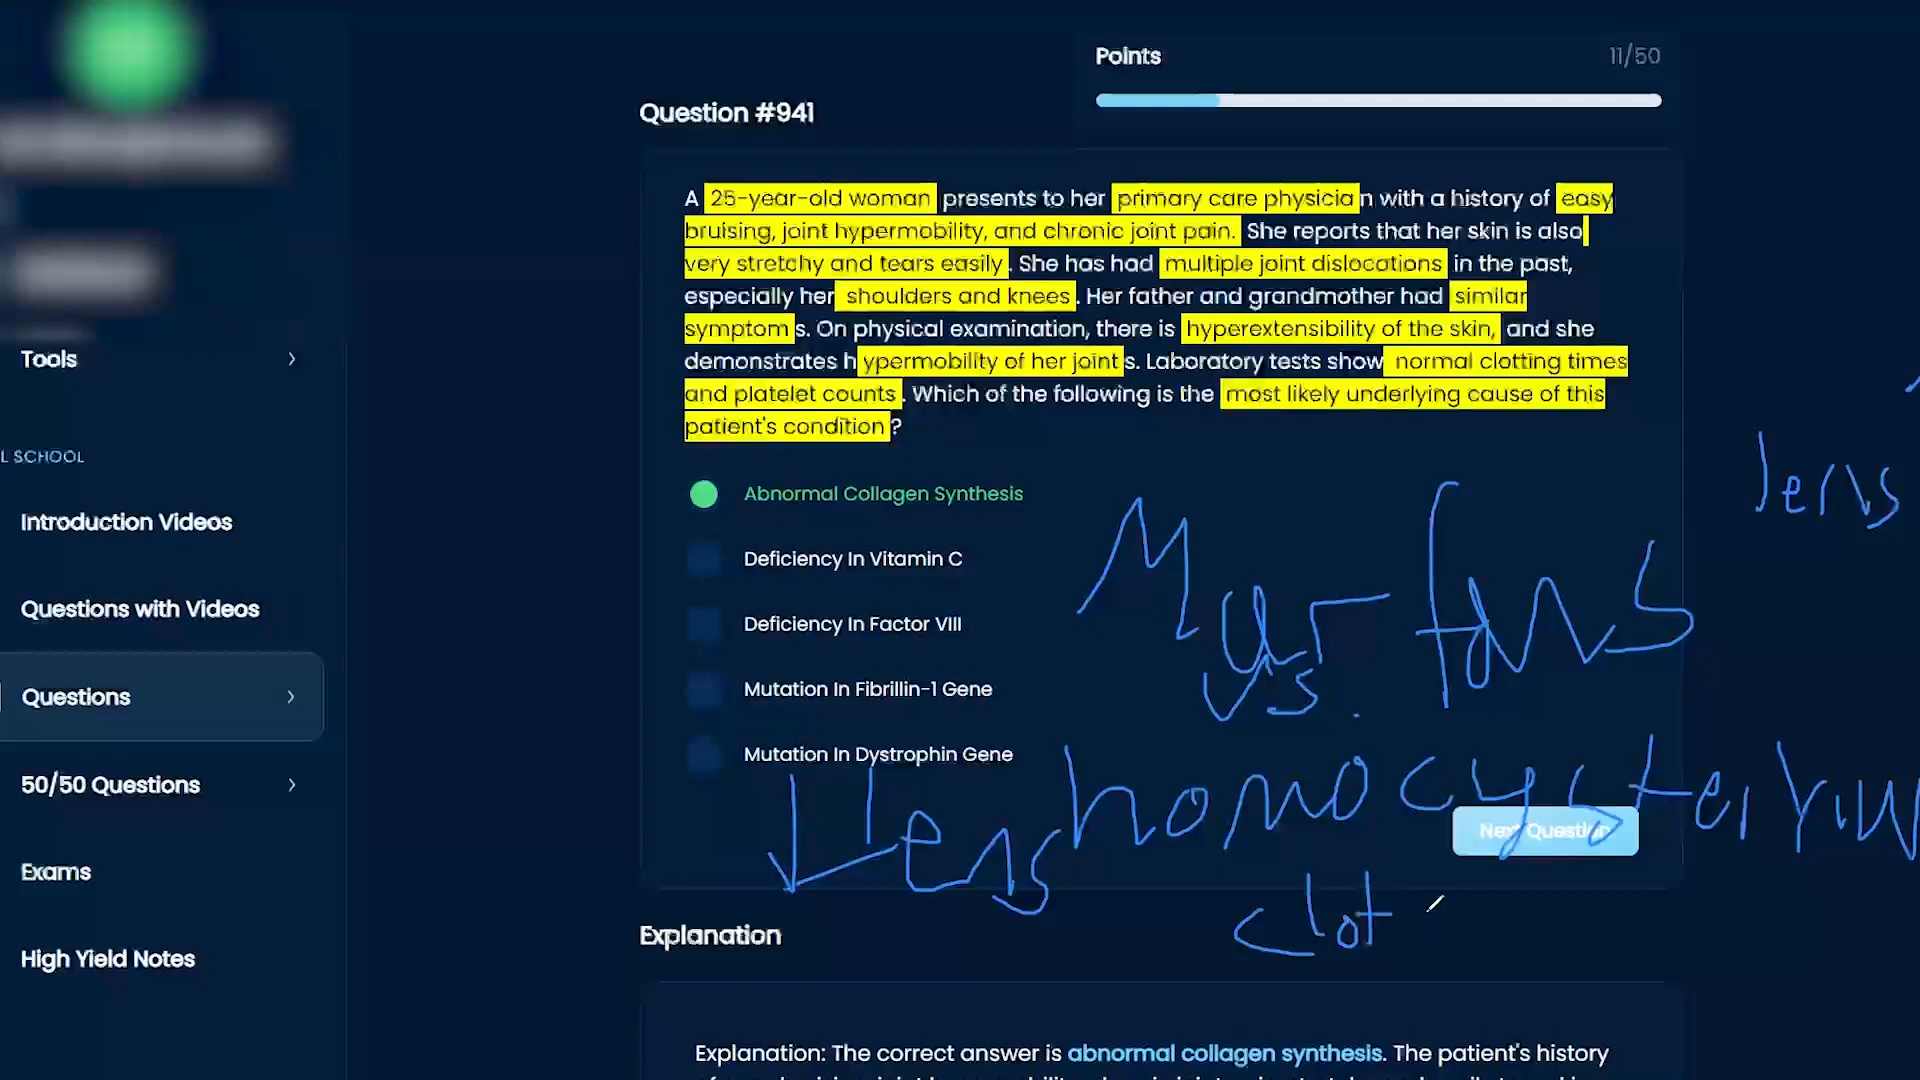 Points 11/50
Question #941
A 25-year-old woman presents to her primary care physician with a history of easy
bruising, joint hypermobility, and chronic joint pain. She reports that her skin is also
very stretchy and tears easily. She has had multiple joint dislocations in the past,
especially her shoulders and knees. Her father and grandmother had similar
symptoms. On physical examination, there is hyperextensibility of the skin, and she
demonstrates hypermobility of her joints. Laboratory tests show normal clotting times
and platelet counts. Which of the following is the most likely underlying cause of this
patient's condition?
Abnormal Collagen Synthesis
Deficiency In Vitamin C
Deficiency In Factor VIII
Mutation In Fibrillin-1 Gene
Mutation In Dystrophin Gene
Next Question
Explanation
Explanation: The correct answer is abnormal collagen synthesis. The patient's history
Tools
L SCHOOL
Introduction Videos
Questions with Videos
Questions
50/50 Questions
Exams
High Yield Notes
lens
Marfans
vs.
lens
clot